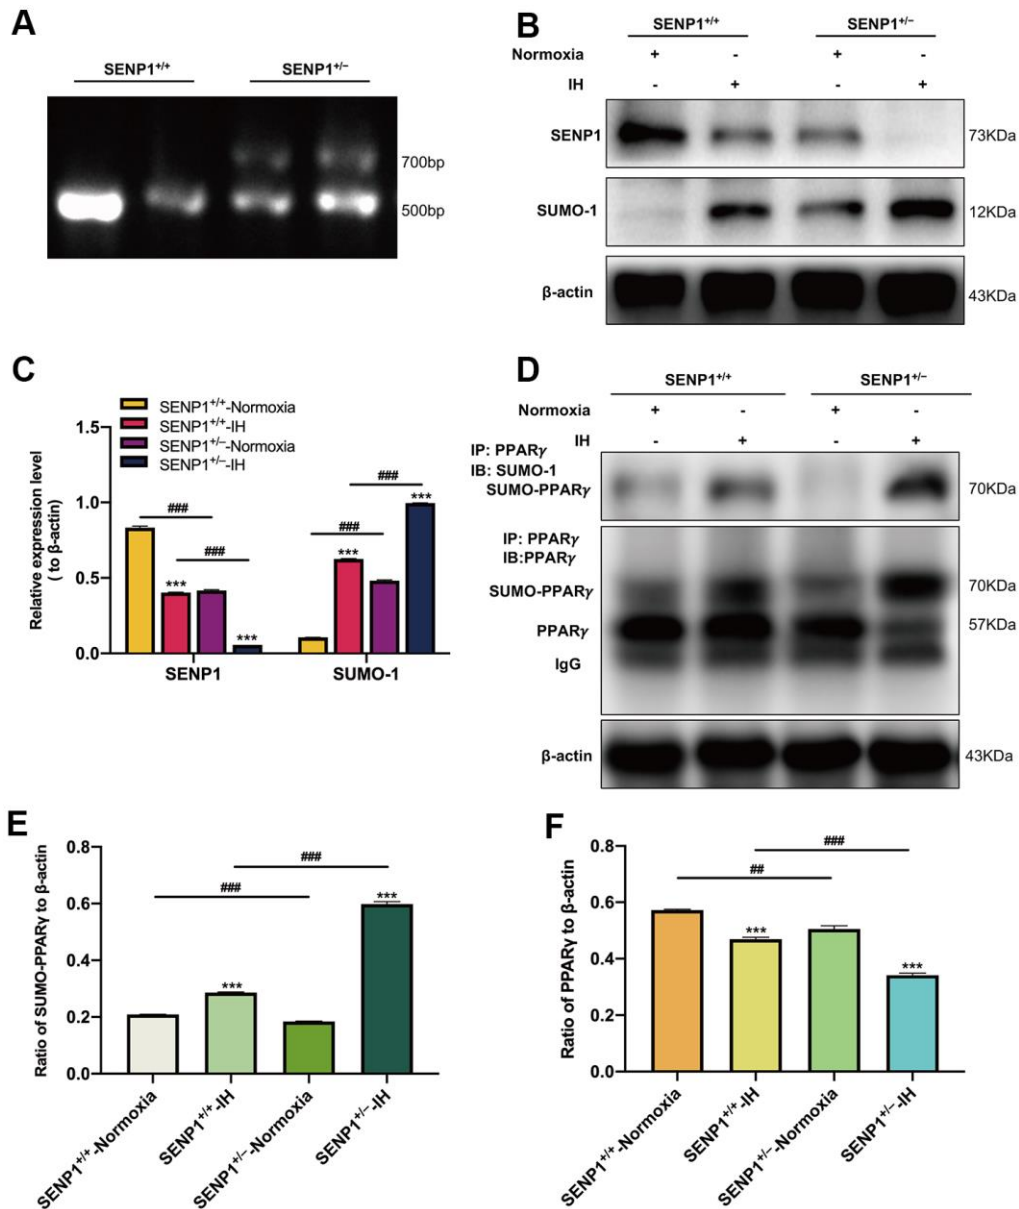 A
SENP1+/+ SENP1+/−
700bp
500bp
B
SENP1+/+ SENP1+/−
Normoxia + - + -
IH - + - +
SENP1 73KDa
SUMO-1 12KDa
β-actin 43KDa
C
SENP1+/+-Normoxia
SENP1+/+-IH
SENP1+/−-Normoxia
SENP1+/−-IH
Relative expression level
( to β-actin)
1.5
1.0
0.5
0.0
### ### *** ***
### ### *** ***
SENP1 SUMO-1
D
SENP1+/+ SENP1+/−
Normoxia + - + -
IH - + - +
IP: PPARγ
IB: SUMO-1
SUMO-PPARγ 70KDa
IP: PPARγ
IB:PPARγ
SUMO-PPARγ 70KDa
PPARγ 57KDa
IgG
β-actin 43KDa
E
Ratio of SUMO-PPARγ to β-actin
0.8
0.6
0.4
0.2
0.0
###
###
*** ***
SENP1+/+-Normoxia
SENP1+/+-IH
SENP1+/−-Normoxia
SENP1+/−-IH
F
Ratio of PPARγ to β-actin
0.8
0.6
0.4
0.2
0.0
###
##
*** ***
SENP1+/+-Normoxia
SENP1+/+-IH
SENP1+/−-Normoxia
SENP1+/−-IH